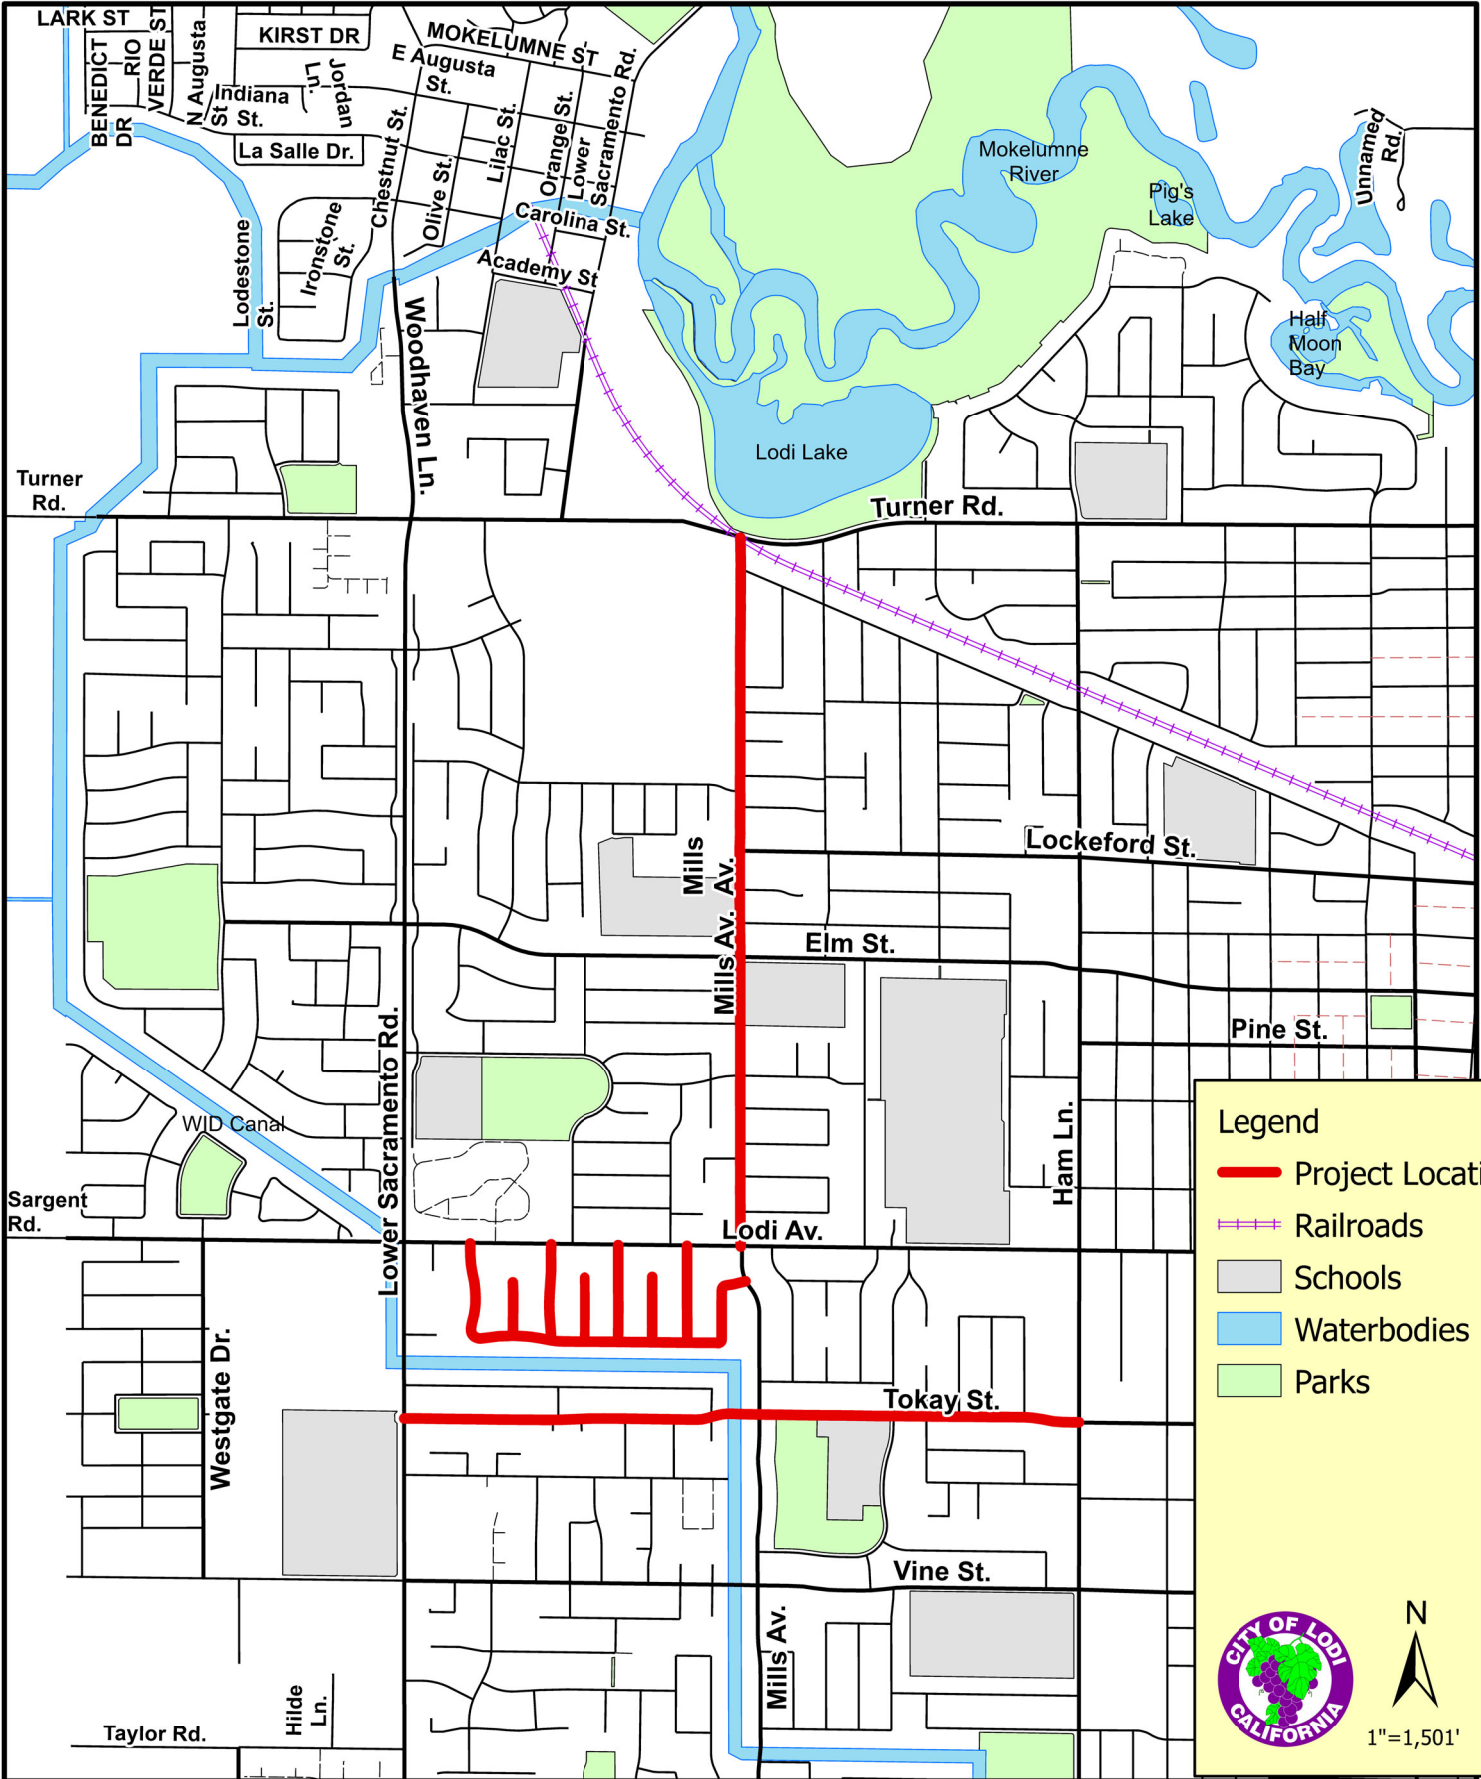 LARK ST
BENEDICT
DR
RIO
VERDE ST
N Augusta
St
KIRST DR
Indiana
St.
Jordan
Ln.
La Salle Dr.
MOKELUMNE ST
E Augusta
St.
Chestnut St.
Olive St.
Lilac St.
Orange St.
Lower
Sacramento Rd.
Carolina St.
Academy St
Ironstone
St.
Lodestone
St.
Woodhaven Ln.
Mokelumne
River
Pig's
Lake
Unnamed
Rd.
Half
Moon
Bay
Lodi Lake
Turner
Rd.
Turner Rd.
Mills
Av.
Mills Av.
Lockeford St.
Elm St.
Pine St.
Lower Sacramento Rd.
WID Canal
Ham Ln.
Sargent
Rd.
Lodi Av.
Westgate Dr.
Tokay St.
Vine St.
Mills Av.
Hilde
Ln.
Taylor Rd.
Legend
Project Locati
Railroads
Schools
Waterbodies
Parks
CITY OF LODI
CALIFORNIA
N
1"=1,501'